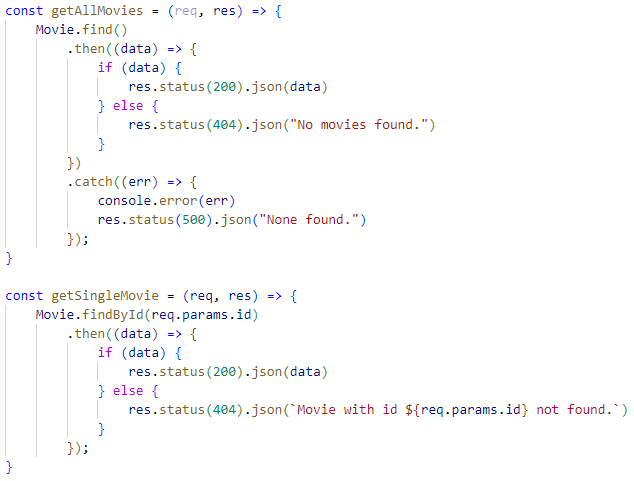 const getAllMovies = (req, res) => {
    Movie.find()
        .then((data) => {
            if (data) {
                res.status(200).json(data)
            } else {
                res.status(404).json("No movies found.")
            }
        })
        .catch((err) => {
            console.error(err)
            res.status(500).json("None found.")
        });
}

const getSingleMovie = (req, res) => {
    Movie.findById(req.params.id)
        .then((data) => {
            if (data) {
                res.status(200).json(data)
            } else {
                res.status(404).json(`Movie with id ${req.params.id} not found.`)
            }
        });
}